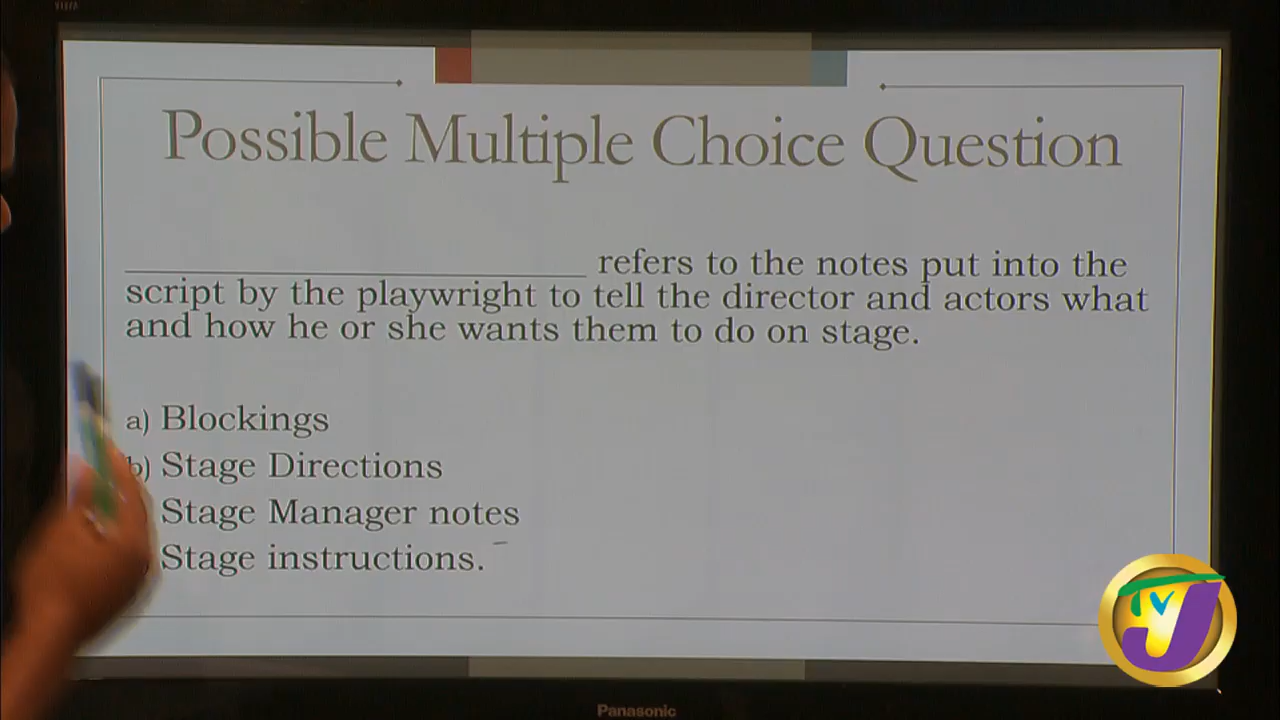 Possible Multiple Choice Question
refers to the notes put into the
script by the playwright to tell the director and actors what
and how he or she wants them to do on stage.
a) Blockings
b) Stage Directions
Stage Manager notes
Stage instructions.
TVJ
Panasonic